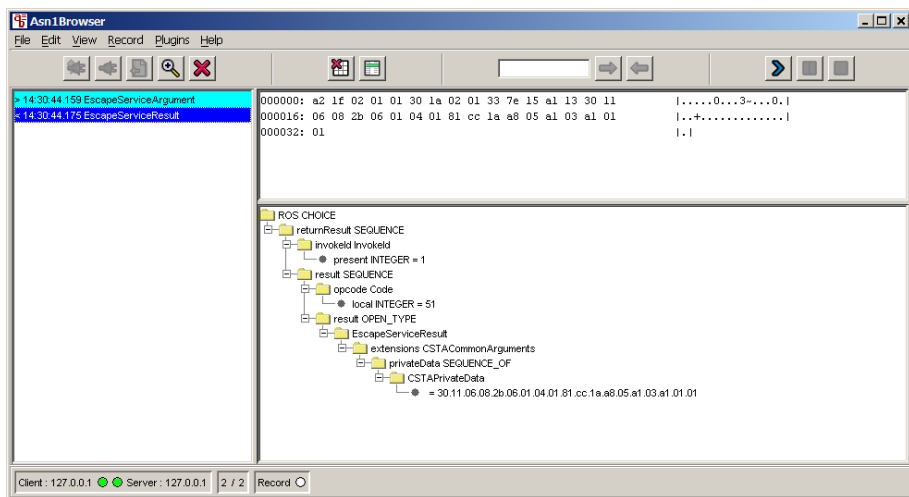 Asn1Browser
File Edit View Record Plugins Help
> 14:30:44.159 EscapeServiceArgument
< 14:30:44.175 EscapeServiceResult
000000: a2 1f 02 01 01 30 1a 02 01 33 7e 15 a1 13 30 11 |.....0...3~...0.|
000016: 06 08 2b 06 01 04 01 81 cc 1a a8 05 a1 03 a1 01 |..+.............|
000032: 01 |.|
ROS CHOICE
returnResult SEQUENCE
invokeId InvokeId
present INTEGER = 1
result SEQUENCE
opcode Code
local INTEGER = 51
result OPEN_TYPE
EscapeServiceResult
extensions CSTACommonArguments
privateData SEQUENCE_OF
CSTAPrivateData
= 30.11.06.08.2b.06.01.04.01.81.cc.1a.a8.05.a1.03.a1.01.01
Client : 127.0.0.1 Server : 127.0.0.1 2 / 2 Record